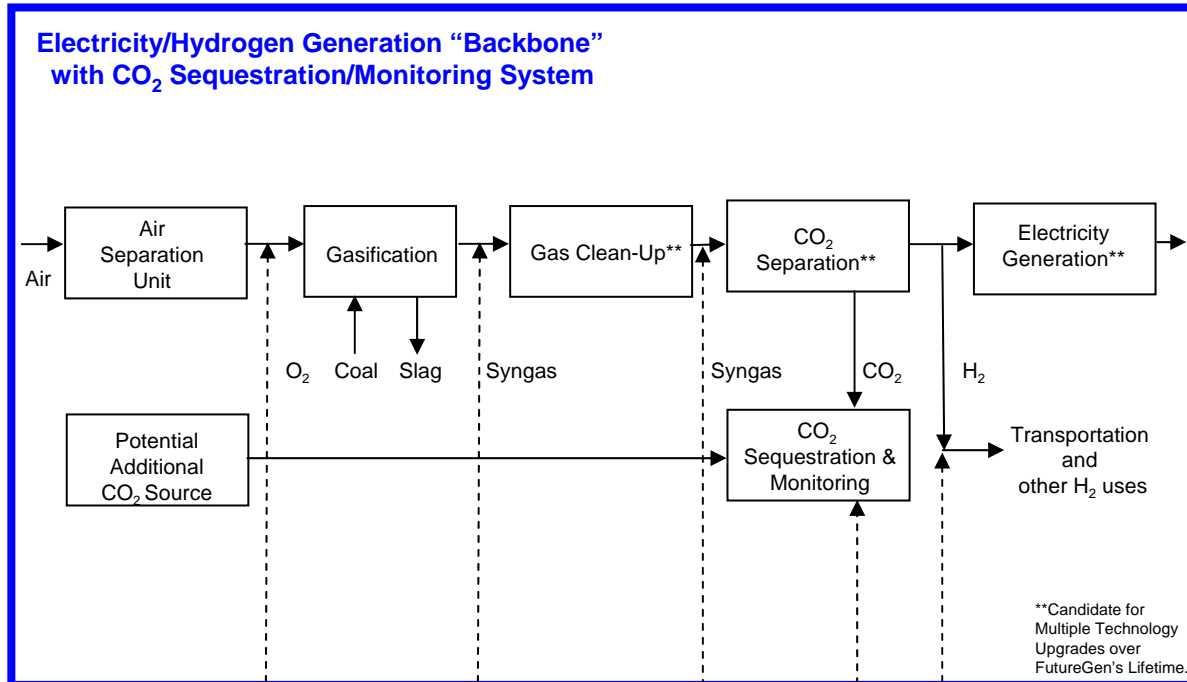 Electricity/Hydrogen Generation “Backbone”
with CO₂ Sequestration/Monitoring System
Air
Separation
Unit
Gasification
Gas Clean-Up**
CO₂
Separation**
Electricity
Generation**
Air
O₂
Coal
Slag
Syngas
Syngas
CO₂
H₂
Potential
Additional
CO₂ Source
CO₂
Sequestration &
Monitoring
Transportation
and
other H₂ uses
**Candidate for
Multiple Technology
Upgrades over
FutureGen’s Lifetime.